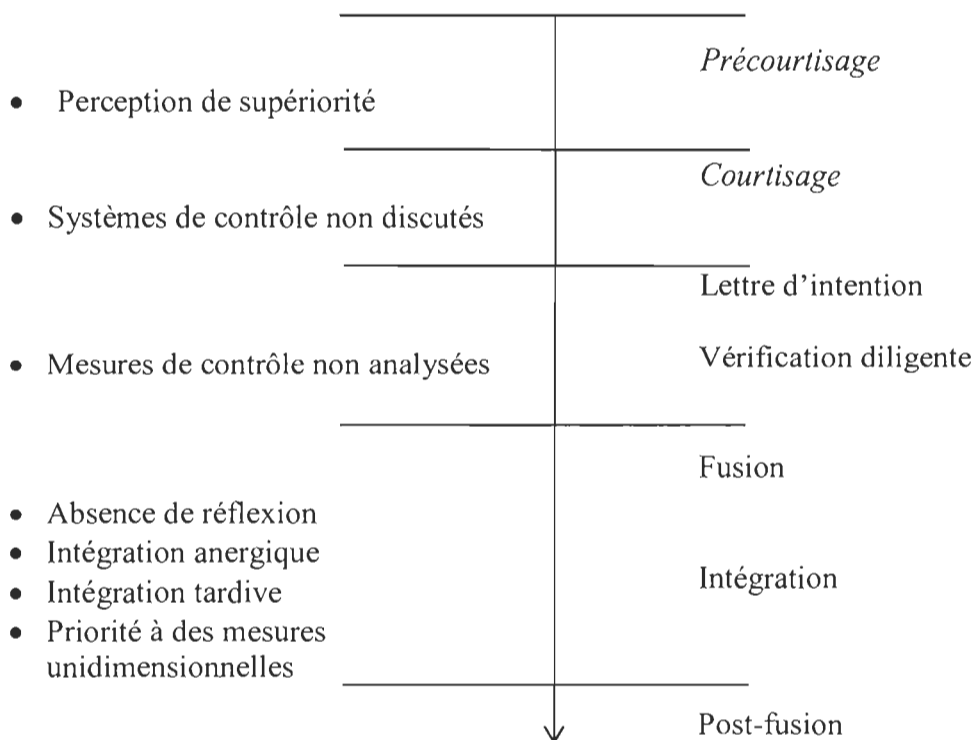 Précourtisage
• Perception de supériorité
Courtisage
• Systèmes de contrôle non discutés
Lettre d’intention
• Mesures de contrôle non analysées
Vérification diligente
Fusion
• Absence de réflexion
• Intégration anergique
• Intégration tardive
Intégration
• Priorité à des mesures
unidimensionnelles
Post-fusion